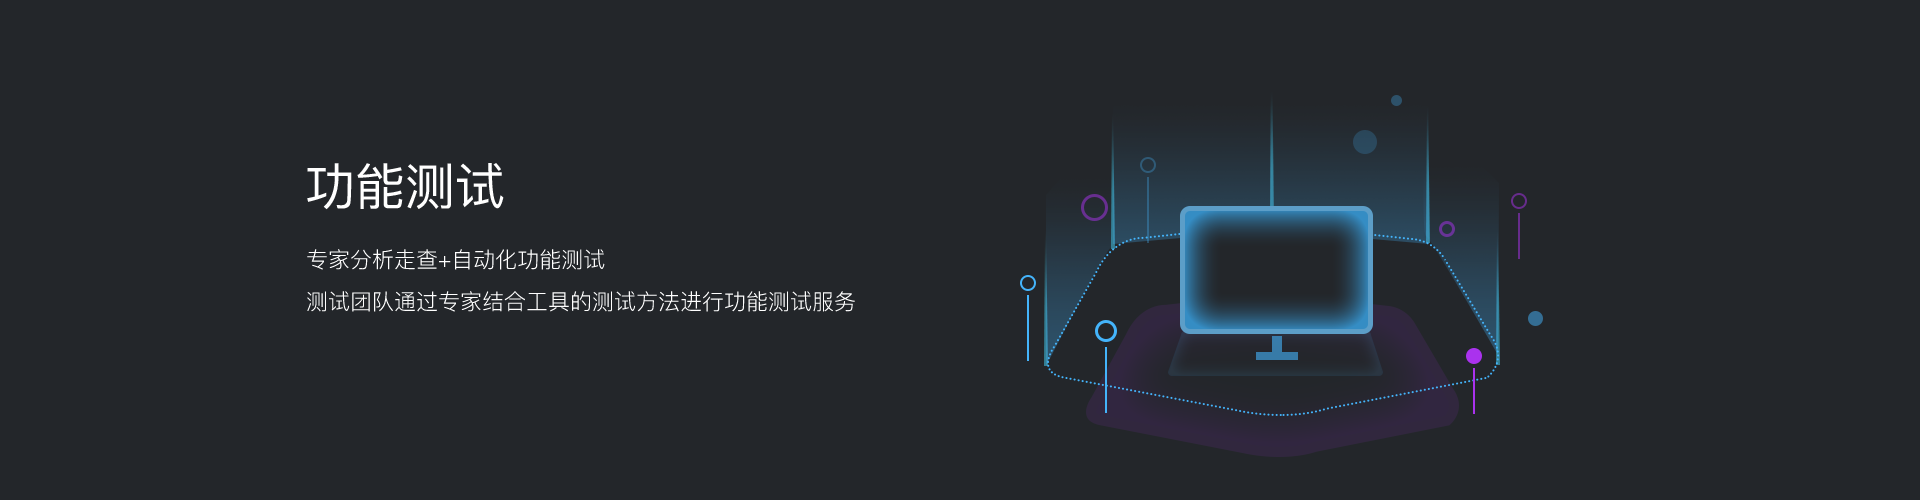 功能测试
专家分析走查+自动化功能测试
测试团队通过专家结合工具的测试方法进行功能测试服务